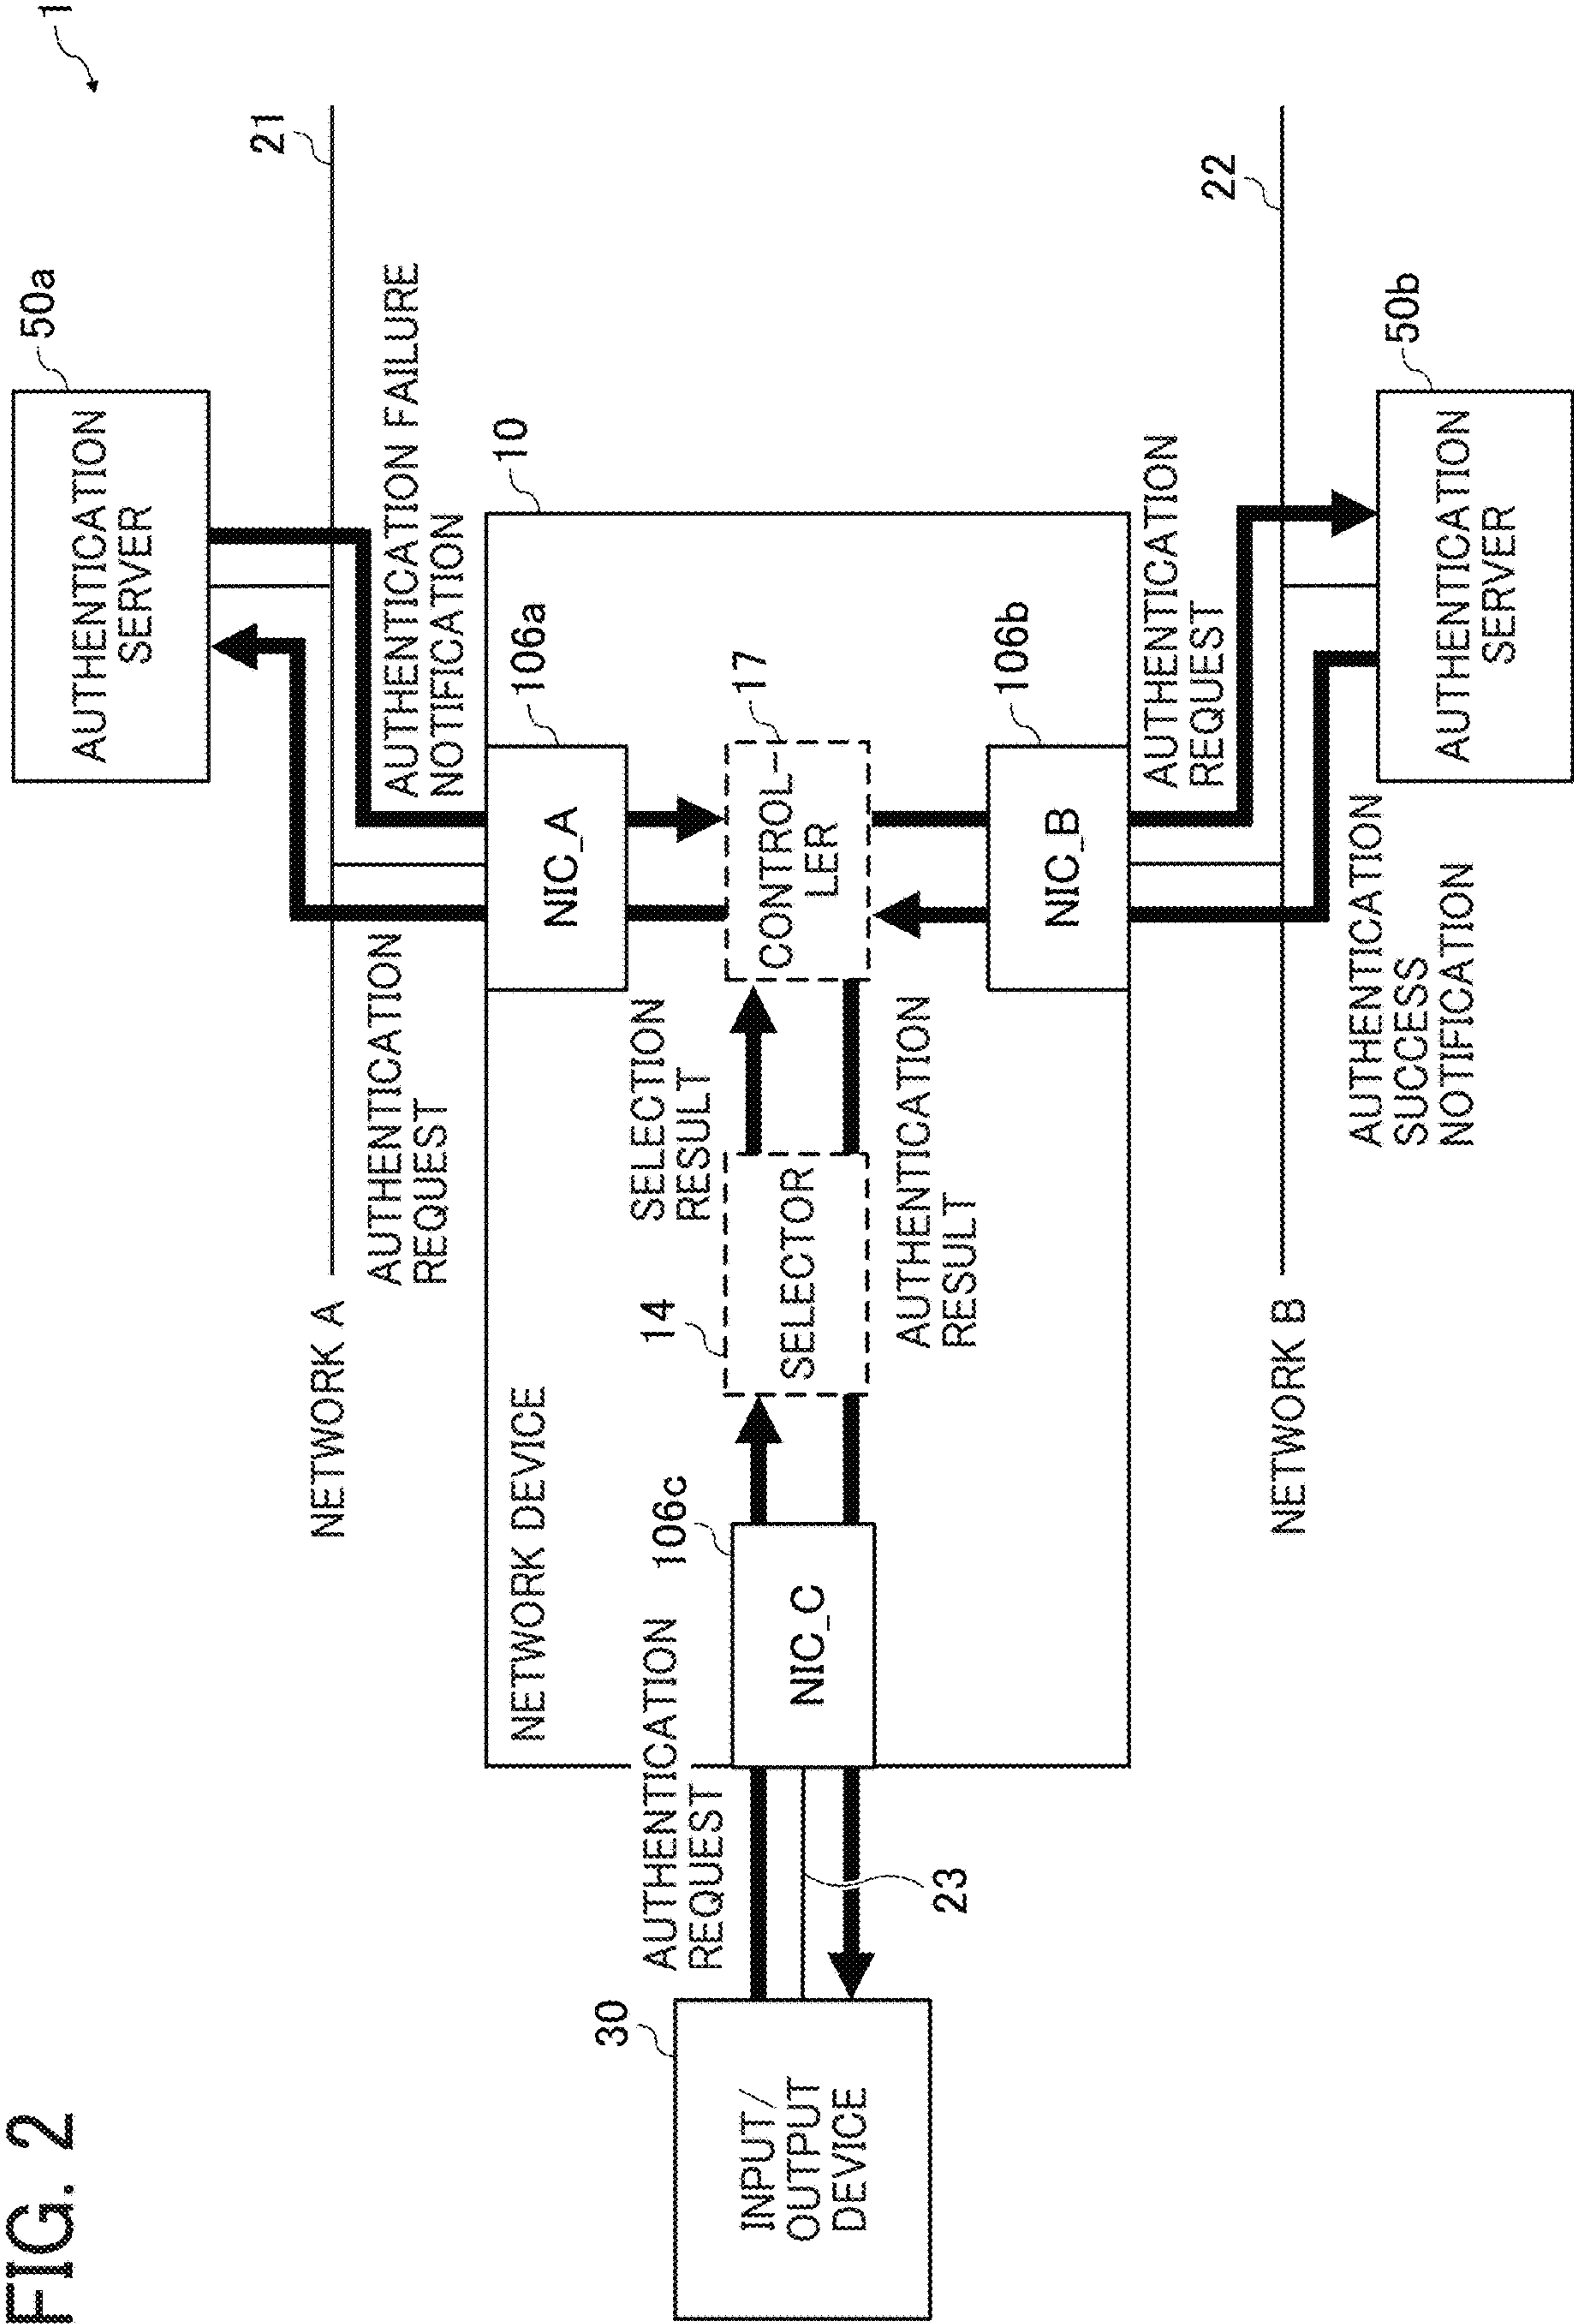 FIG. 2
1
50a
AUTHENTICATION
SERVER
21
NETWORK A
AUTHENTICATION
REQUEST
AUTHENTICATION FAILURE
NOTIFICATION
10
NETWORK DEVICE
106a
NIC_A
30
INPUT/
OUTPUT
DEVICE
AUTHENTICATION
REQUEST
23
106c
NIC_C
14
SELECTOR
SELECTION
RESULT
AUTHENTICATION
RESULT
17
CONTROL-
LER
106b
NIC_B
AUTHENTICATION
REQUEST
22
NETWORK B
AUTHENTICATION
SUCCESS
NOTIFICATION
50b
AUTHENTICATION
SERVER